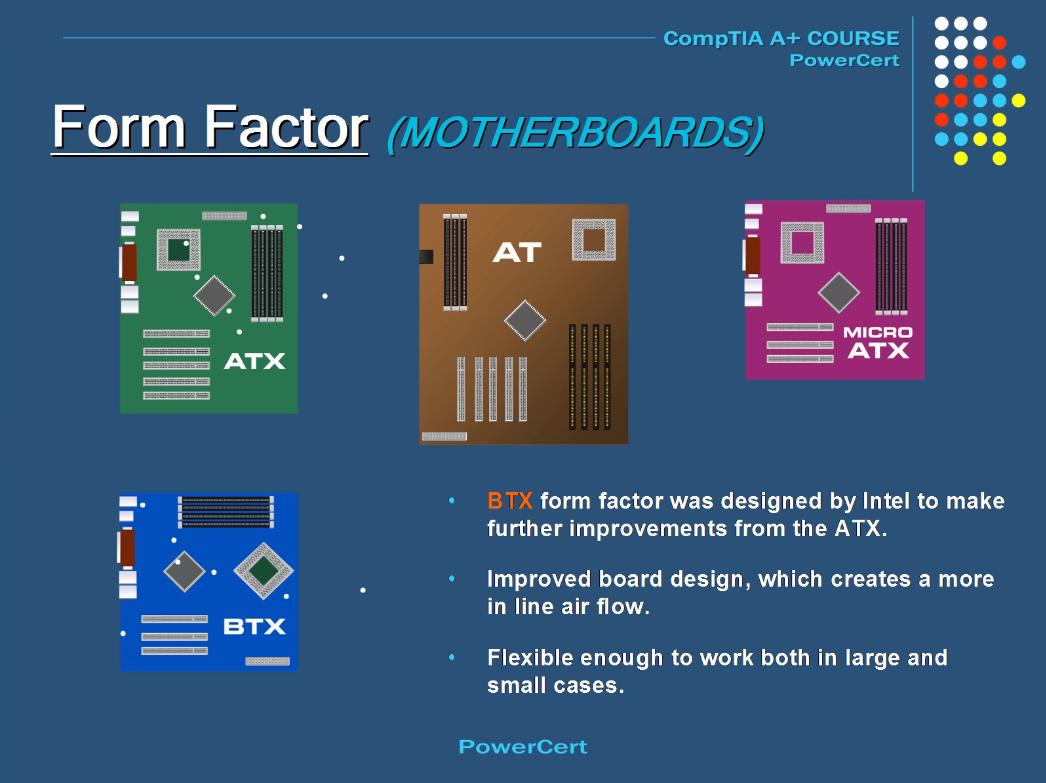 CompTIA A+ COURSE
PowerCert
Form Factor (MOTHERBOARDS)
ATX
AT
MICRO
ATX
BTX
• BTX form factor was designed by Intel to make
further improvements from the ATX.
• Improved board design, which creates a more
in line air flow.
• Flexible enough to work both in large and
small cases.
PowerCert